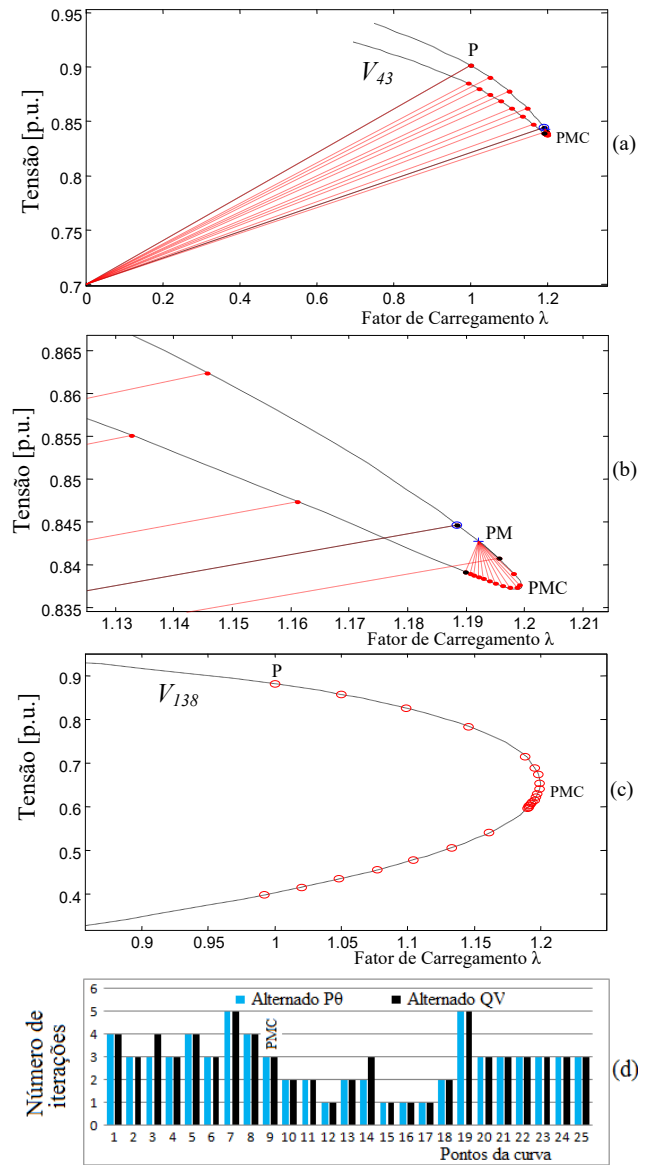 0.95
0.9
0.85
0.8
0.75
0.7
Tensão [p.u.]
P
V43
PMC
(a)
0 0.2 0.4 0.6 0.8 1 1.2
Fator de Carregamento λ
0.865
0.86
0.855
0.85
0.845
0.84
0.835
Tensão [p.u.]
PM
PMC
(b)
1.13 1.14 1.15 1.16 1.17 1.18 1.19 1.2 1.21
Fator de Carregamento λ
0.9
0.8
0.7
0.6
0.5
0.4
Tensão [p.u.]
P
V138
PMC
(c)
0.9 0.95 1 1.05 1.1 1.15 1.2
Fator de Carregamento λ
6
5
4
3
2
1
0
Número de
iterações
Alternado Pθ Alternado QV
PMC
(d)
1 2 3 4 5 6 7 8 9 10 11 12 13 14 15 16 17 18 19 20 21 22 23 24 25
Pontos da curva